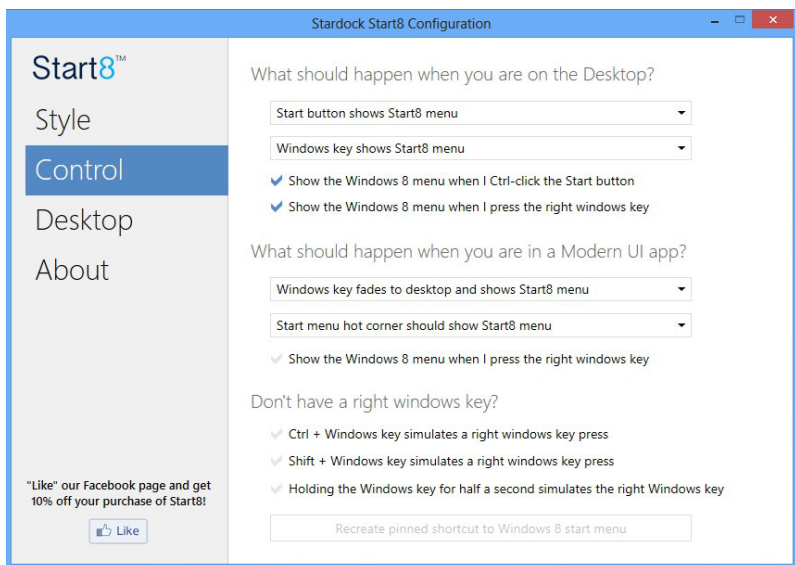 Stardock Start8 Configuration
Start8™
Style
Control
Desktop
About
"Like" our Facebook page and get
10% off your purchase of Start8!
Like
What should happen when you are on the Desktop?
Start button shows Start8 menu
Windows key shows Start8 menu
Show the Windows 8 menu when I Ctrl-click the Start button
Show the Windows 8 menu when I press the right windows key
What should happen when you are in a Modern UI app?
Windows key fades to desktop and shows Start8 menu
Start menu hot corner should show Start8 menu
Show the Windows 8 menu when I press the right windows key
Don't have a right windows key?
Ctrl + Windows key simulates a right windows key press
Shift + Windows key simulates a right windows key press
Holding the Windows key for half a second simulates the right Windows key
Recreate pinned shortcut to Windows 8 start menu